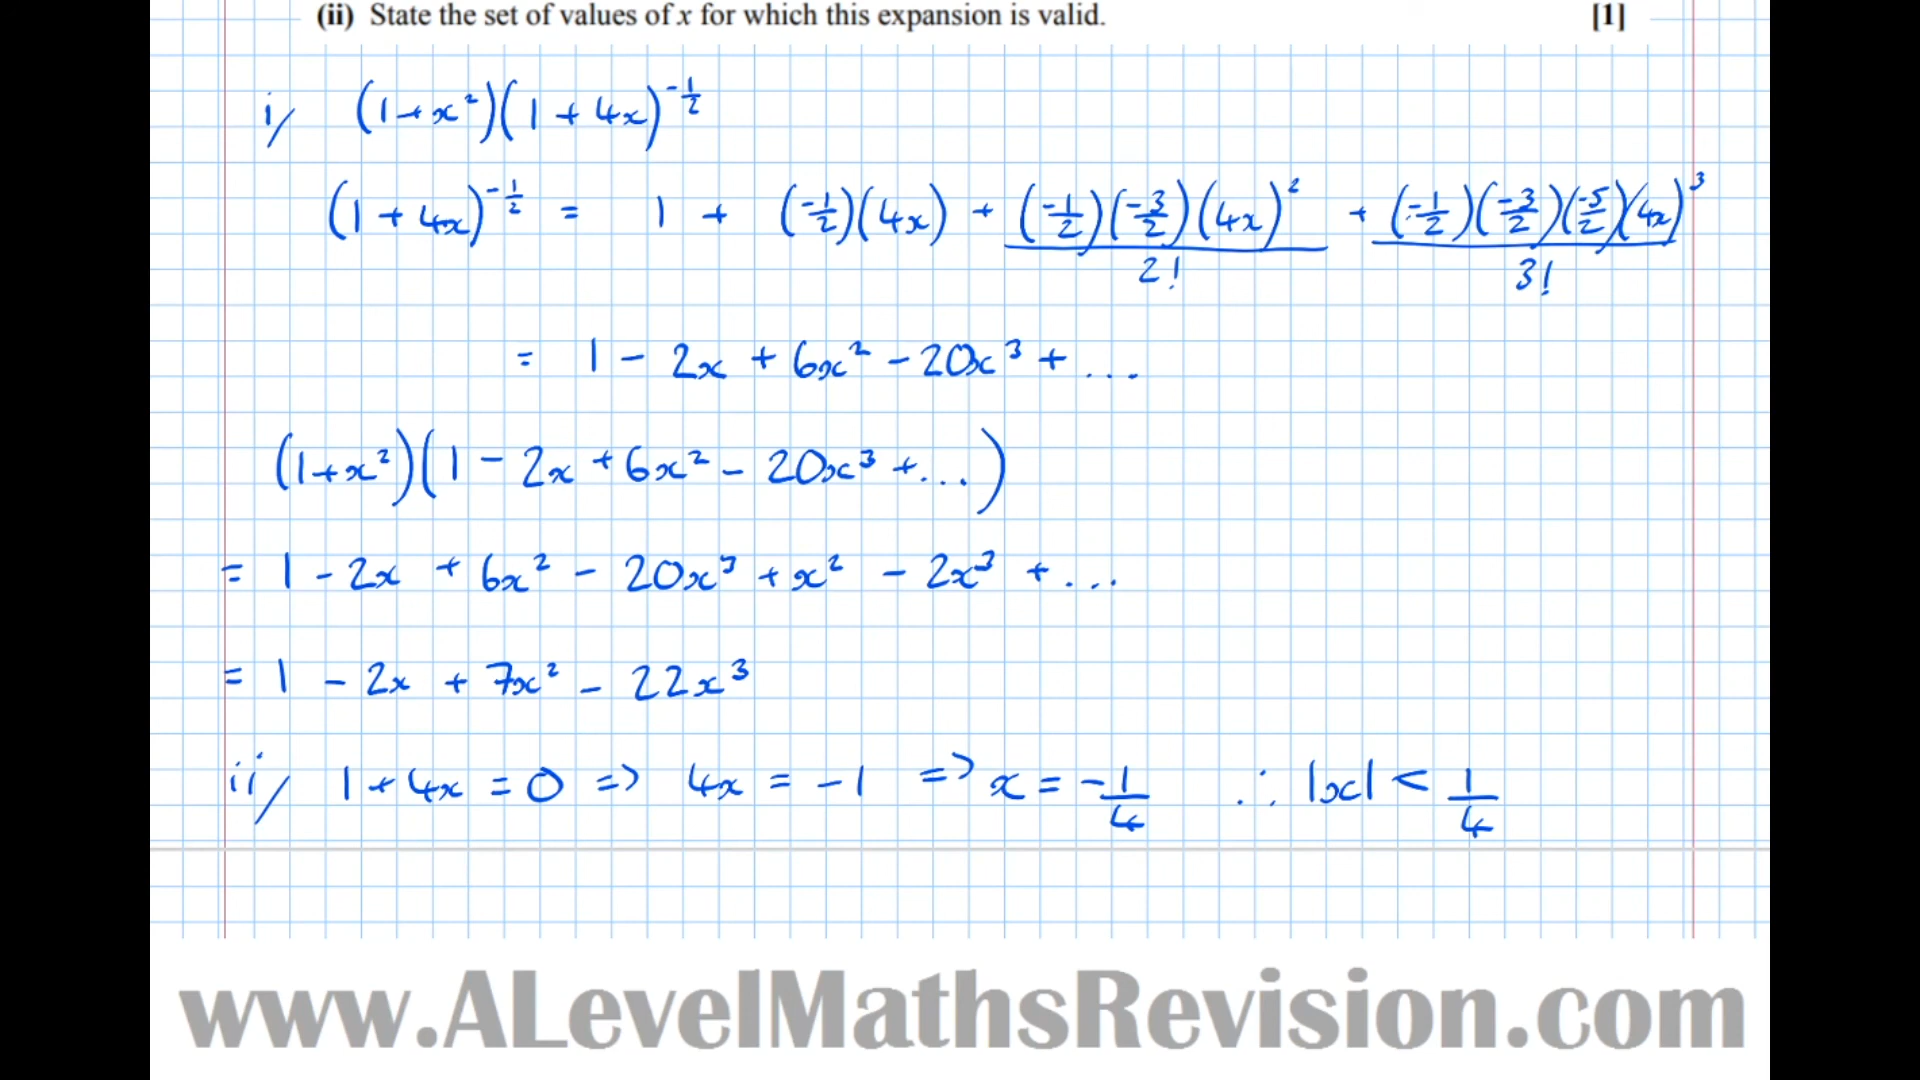 (ii) State the set of values of x for which this expansion is valid. [1]
i/ (1+x²)(1+4x)^(-1/2)
(1+4x)^(-1/2) = 1 + (-1/2)(4x) + (-1/2)(-3/2)(4x)²/2! + (-1/2)(-3/2)(-5/2)(4x)³/3!
= 1 - 2x + 6x² - 20x³ + ...
(1+x²)(1 - 2x + 6x² - 20x³ + ...)
= 1 - 2x + 6x² - 20x³ + x² - 2x³ + ...
= 1 - 2x + 7x² - 22x³
ii/ 1+4x = 0 => 4x = -1 => x = -1/4 ∴ |x| < 1/4
www.ALevelMathsRevision.com